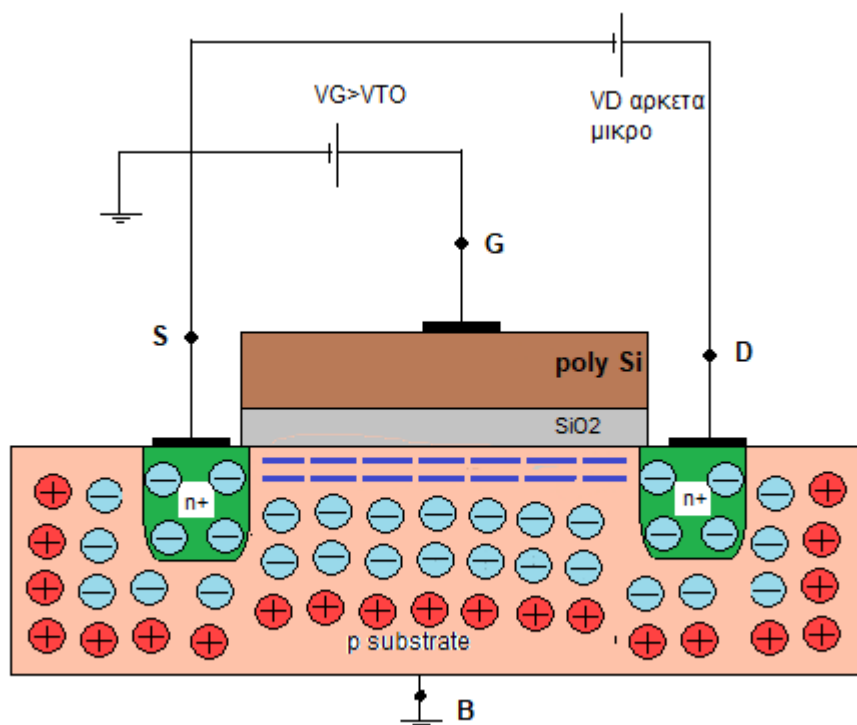 VG>VTO
VD αρκετα
μικρο
G
S
D
poly Si
SiO2
n+
n+
p substrate
B